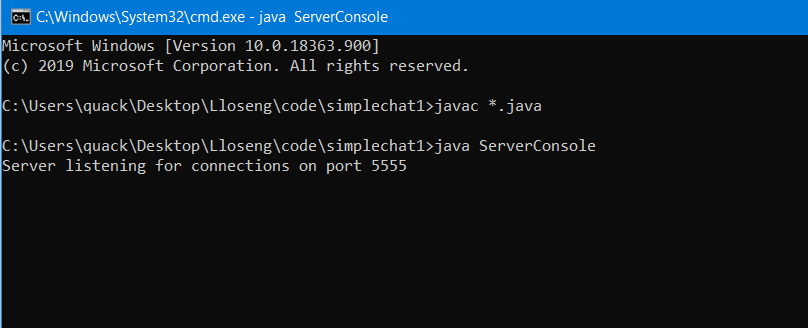 C:\Windows\System32\cmd.exe - java  ServerConsole
Microsoft Windows [Version 10.0.18363.900]
(c) 2019 Microsoft Corporation. All rights reserved.
C:\Users\quack\Desktop\Lloseng\code\simplechat1>javac *.java
C:\Users\quack\Desktop\Lloseng\code\simplechat1>java ServerConsole
Server listening for connections on port 5555